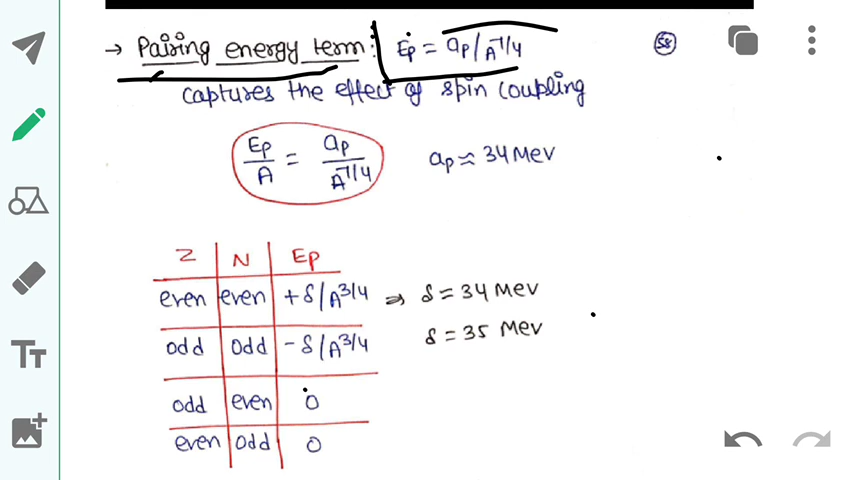 → Pairing energy term: Ep = ap/A^-1/4 58
captures the effect of spin coupling
Ep/A = ap/A^-1/4 ap ≈ 34 MeV
Z N Ep
even even +δ/A^3/4 → δ = 34 MeV
odd odd -δ/A^3/4 δ = 35 MeV
odd even 0
even odd 0
TT